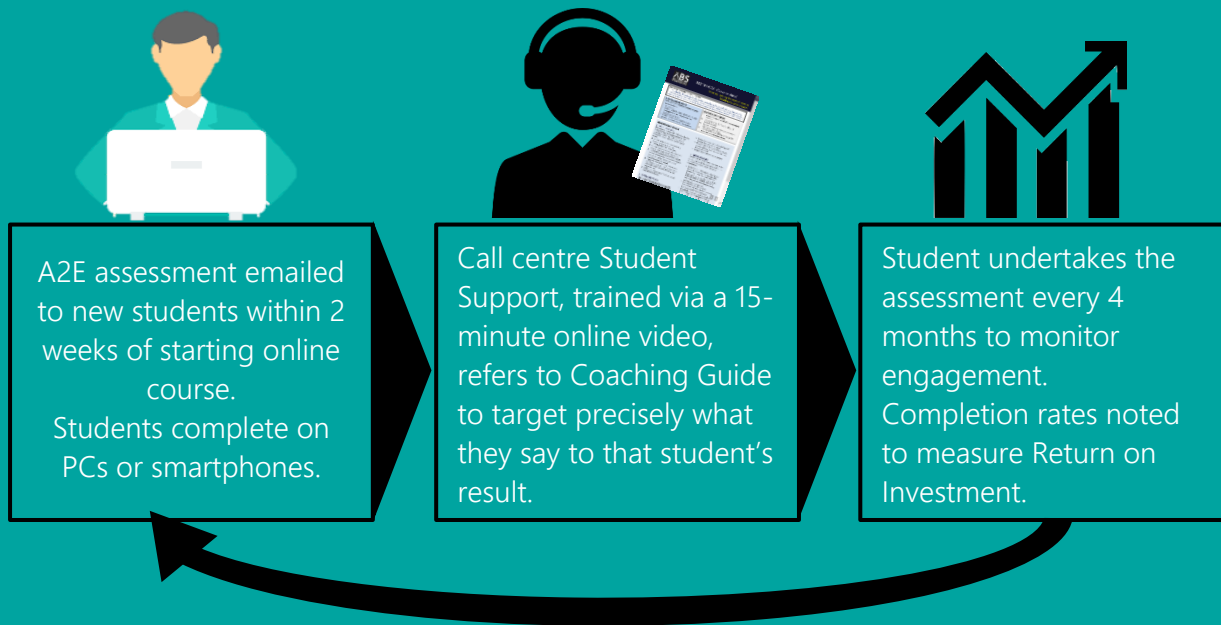 ABS
A2E assessment emailed
to new students within 2
weeks of starting online
course.
Students complete on
PCs or smartphones.
Call centre Student
Support, trained via a 15-
minute online video,
refers to Coaching Guide
to target precisely what
they say to that student’s
result.
Student undertakes the
assessment every 4
months to monitor
engagement.
Completion rates noted
to measure Return on
Investment.